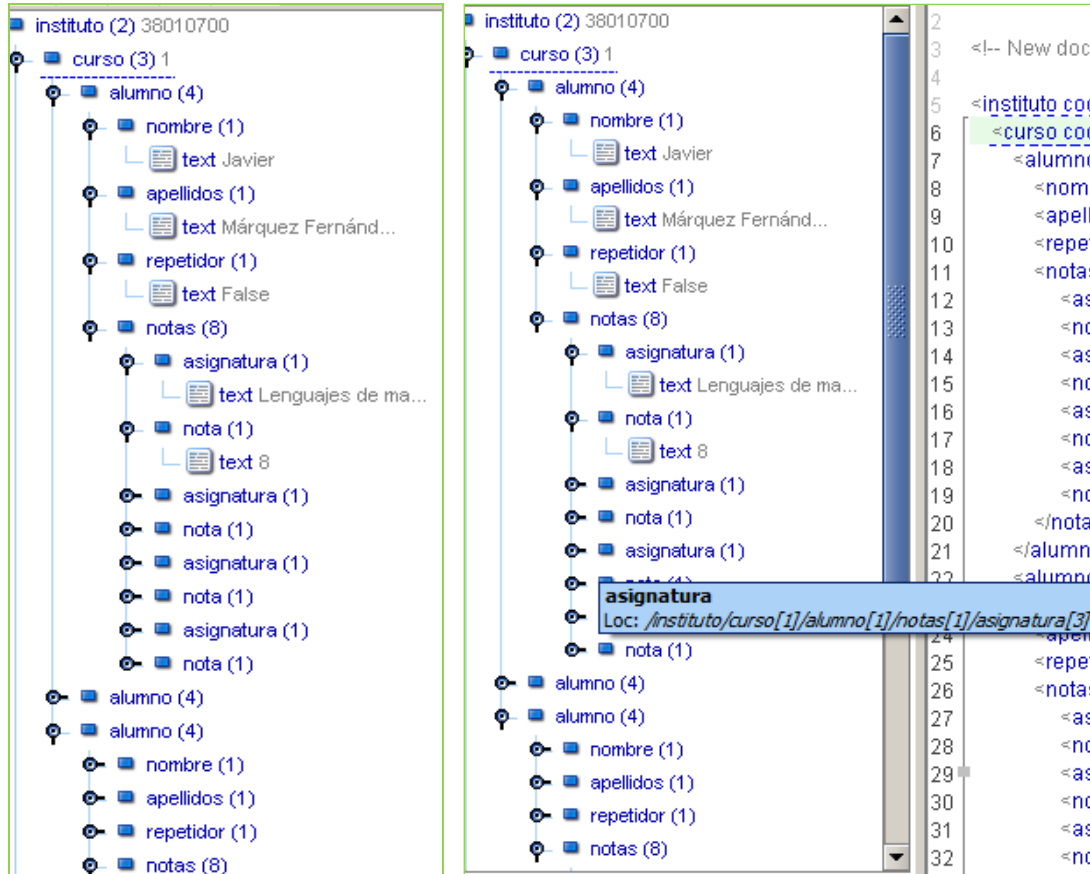 instituto (2) 38010700
curso (3) 1
alumno (4)
nombre (1)
text Javier
apellidos (1)
text Márquez Fernánd...
repetidor (1)
text False
notas (8)
asignatura (1)
text Lenguajes de ma...
nota (1)
text 8
asignatura (1)
nota (1)
asignatura (1)
nota (1)
asignatura (1)
nota (1)
alumno (4)
alumno (4)
nombre (1)
apellidos (1)
repetidor (1)
notas (8)
instituto (2) 38010700
curso (3) 1
alumno (4)
nombre (1)
text Javier
apellidos (1)
text Márquez Fernánd...
repetidor (1)
text False
notas (8)
asignatura (1)
text Lenguajes de ma...
nota (1)
text 8
asignatura (1)
nota (1)
asignatura (1)
asignatura
Loc: /instituto/curso[1]/alumno[1]/notas[1]/asignatura[3]
nota (1)
alumno (4)
alumno (4)
nombre (1)
apellidos (1)
repetidor (1)
notas (8)
2
3 <!-- New doc
4
5 <instituto co
6 <curso co
7 <alumn
8 <nom
9 <apell
10 <repe
11 <notas
12 <as
13 <no
14 <as
15 <no
16 <as
17 <no
18 <as
19 <no
20 </nota
21 </alumn
22 <alumn
24
25 <repe
26 <notas
27 <as
28 <no
29 <as
30 <no
31 <as
32 <no